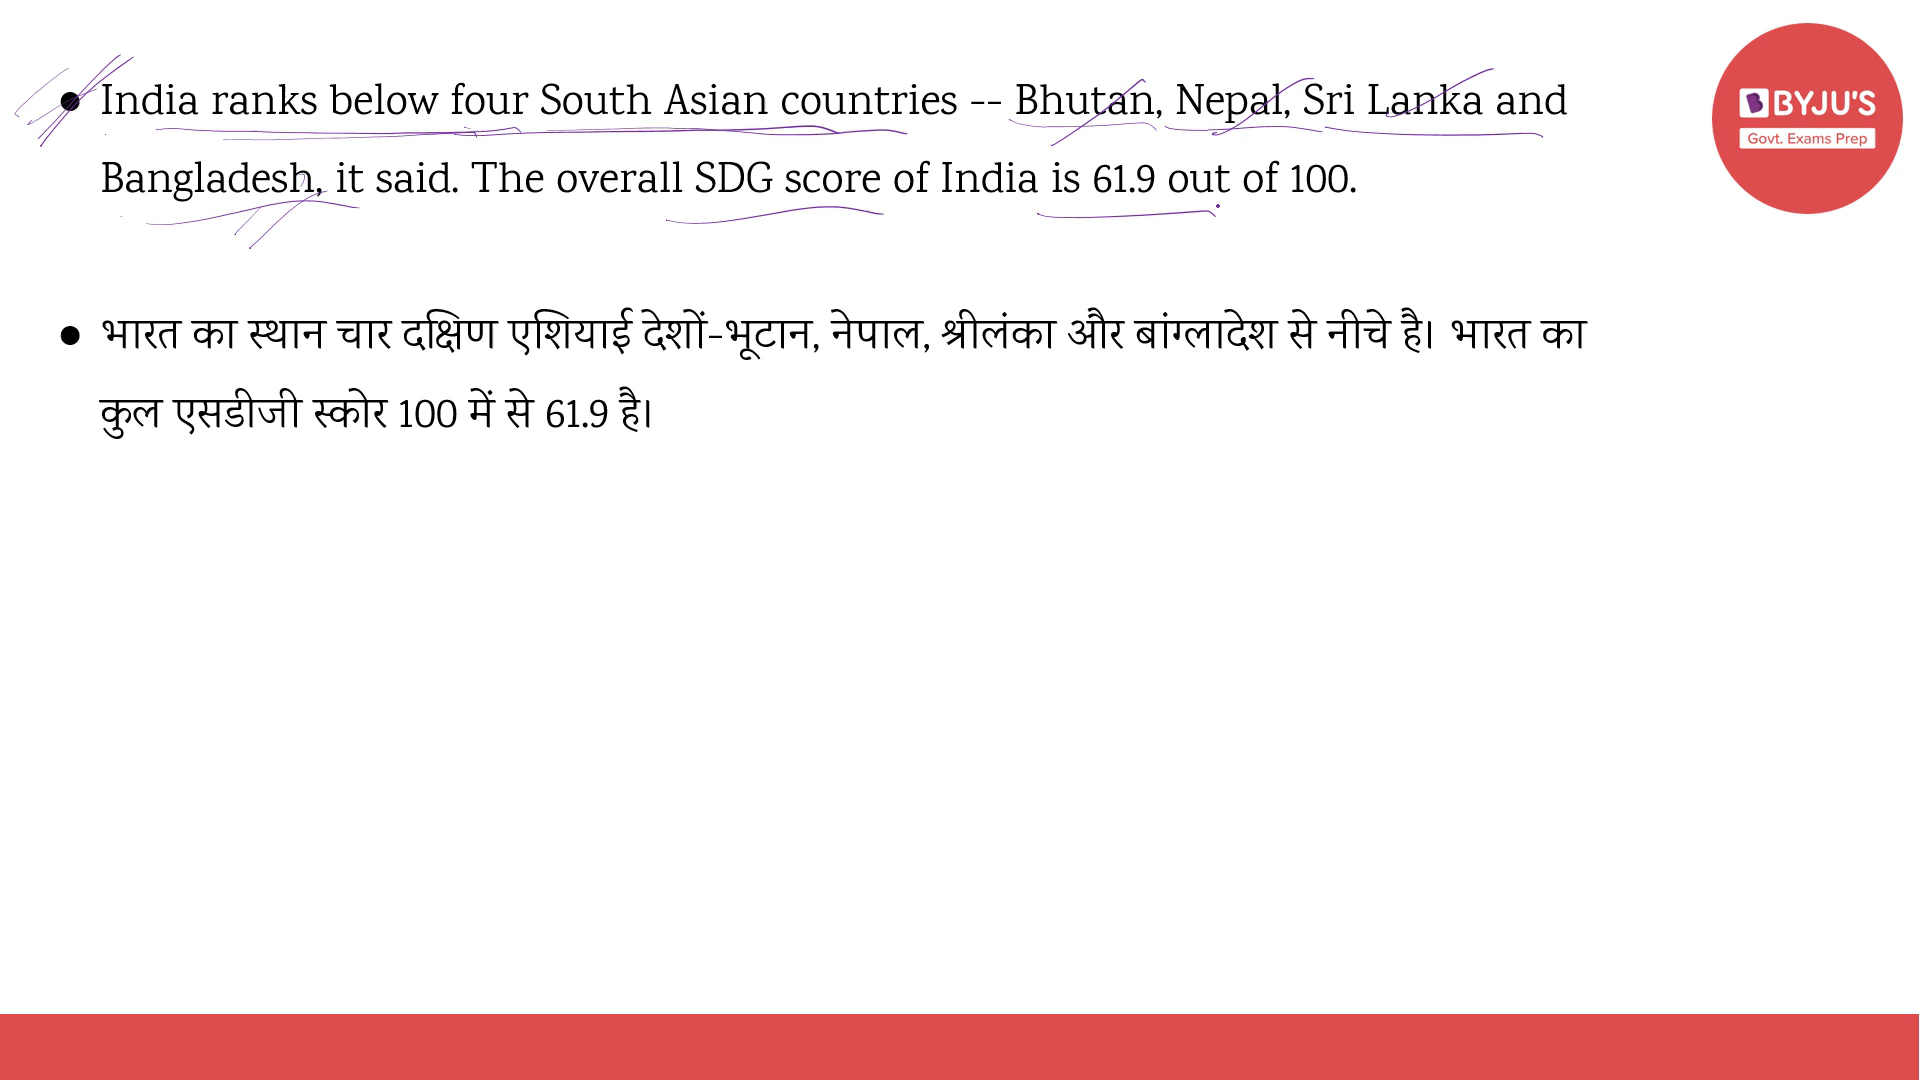 ● India ranks below four South Asian countries -- Bhutan, Nepal, Sri Lanka and
Bangladesh, it said. The overall SDG score of India is 61.9 out of 100.
● भारत का स्थान चार दक्षिण एशियाई देशों-भूटान, नेपाल, श्रीलंका और बांग्लादेश से नीचे है। भारत का
कुल एसडीजी स्कोर 100 में से 61.9 है।
BYJU'S
Govt. Exams Prep